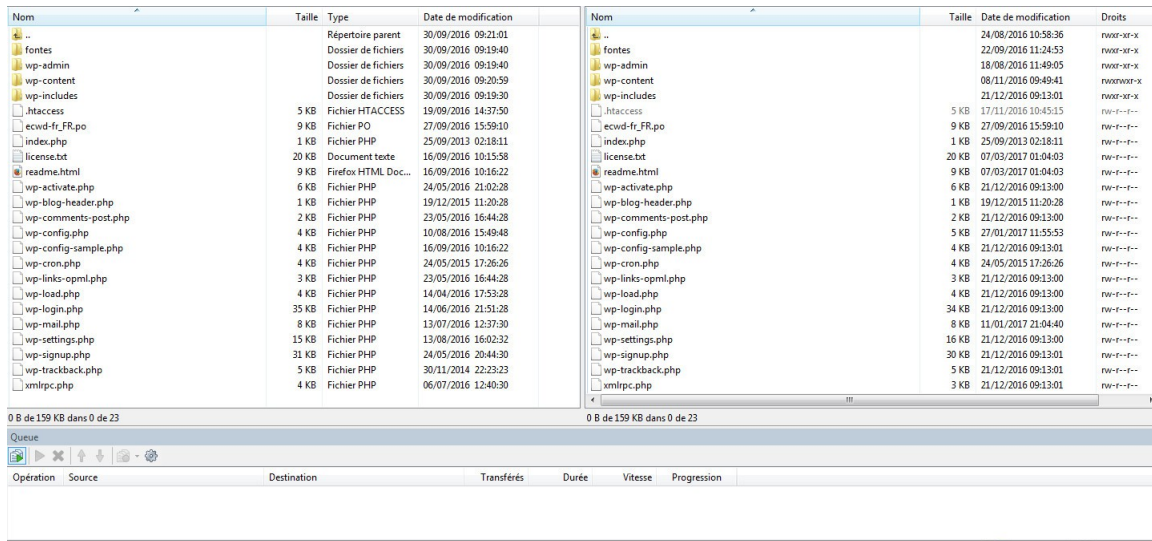 Nom Taille Type Date de modification
.. Répertoire parent 30/09/2016 09:21:01
fontes Dossier de fichiers 30/09/2016 09:19:40
wp-admin Dossier de fichiers 30/09/2016 09:19:40
wp-content Dossier de fichiers 30/09/2016 09:20:59
wp-includes Dossier de fichiers 30/09/2016 09:19:30
.htaccess 5 KB Fichier HTACCESS 19/09/2016 14:37:50
ecwd-fr_FR.po 9 KB Fichier PO 27/09/2016 15:59:10
index.php 1 KB Fichier PHP 25/09/2013 02:18:11
license.txt 20 KB Document texte 16/09/2016 10:15:58
readme.html 9 KB Firefox HTML Doc... 16/09/2016 10:16:22
wp-activate.php 6 KB Fichier PHP 24/05/2016 21:02:28
wp-blog-header.php 1 KB Fichier PHP 19/12/2015 11:20:28
wp-comments-post.php 2 KB Fichier PHP 23/05/2016 16:44:28
wp-config.php 4 KB Fichier PHP 10/08/2016 15:49:48
wp-config-sample.php 4 KB Fichier PHP 16/09/2016 10:16:22
wp-cron.php 4 KB Fichier PHP 24/05/2015 17:26:26
wp-links-opml.php 3 KB Fichier PHP 23/05/2016 16:44:28
wp-load.php 4 KB Fichier PHP 14/04/2016 17:53:28
wp-login.php 35 KB Fichier PHP 14/06/2016 21:51:28
wp-mail.php 8 KB Fichier PHP 13/07/2016 12:37:30
wp-settings.php 15 KB Fichier PHP 13/08/2016 16:02:32
wp-signup.php 31 KB Fichier PHP 24/05/2016 20:44:30
wp-trackback.php 5 KB Fichier PHP 30/11/2014 22:23:23
xmlrpc.php 4 KB Fichier PHP 06/07/2016 12:40:30
0 B de 159 KB dans 0 de 23
Nom Taille Date de modification Droits
.. 24/08/2016 10:58:36 rwxr-xr-x
fontes 22/09/2016 11:24:53 rwxr-xr-x
wp-admin 18/08/2016 11:49:05 rwxr-xr-x
wp-content 08/11/2016 09:49:41 rwxrwxr-x
wp-includes 21/12/2016 09:13:01 rwxr-xr-x
.htaccess 5 KB 17/11/2016 10:45:15 rw-r--r--
ecwd-fr_FR.po 9 KB 27/09/2016 15:59:10 rw-r--r--
index.php 1 KB 25/09/2013 02:18:11 rw-r--r--
license.txt 20 KB 07/03/2017 01:04:03 rw-r--r--
readme.html 9 KB 07/03/2017 01:04:03 rw-r--r--
wp-activate.php 6 KB 21/12/2016 09:13:00 rw-r--r--
wp-blog-header.php 1 KB 19/12/2015 11:20:28 rw-r--r--
wp-comments-post.php 2 KB 21/12/2016 09:13:00 rw-r--r--
wp-config.php 5 KB 27/01/2017 11:55:53 rw-r--r--
wp-config-sample.php 4 KB 21/12/2016 09:13:01 rw-r--r--
wp-cron.php 4 KB 24/05/2015 17:26:26 rw-r--r--
wp-links-opml.php 3 KB 21/12/2016 09:13:00 rw-r--r--
wp-load.php 4 KB 21/12/2016 09:13:00 rw-r--r--
wp-login.php 34 KB 21/12/2016 09:13:00 rw-r--r--
wp-mail.php 8 KB 11/01/2017 21:04:40 rw-r--r--
wp-settings.php 16 KB 21/12/2016 09:13:00 rw-r--r--
wp-signup.php 30 KB 21/12/2016 09:13:01 rw-r--r--
wp-trackback.php 5 KB 21/12/2016 09:13:01 rw-r--r--
xmlrpc.php 3 KB 21/12/2016 09:13:01 rw-r--r--
0 B de 159 KB dans 0 de 23
Queue
Opération Source Destination Transférés Durée Vitesse Progression